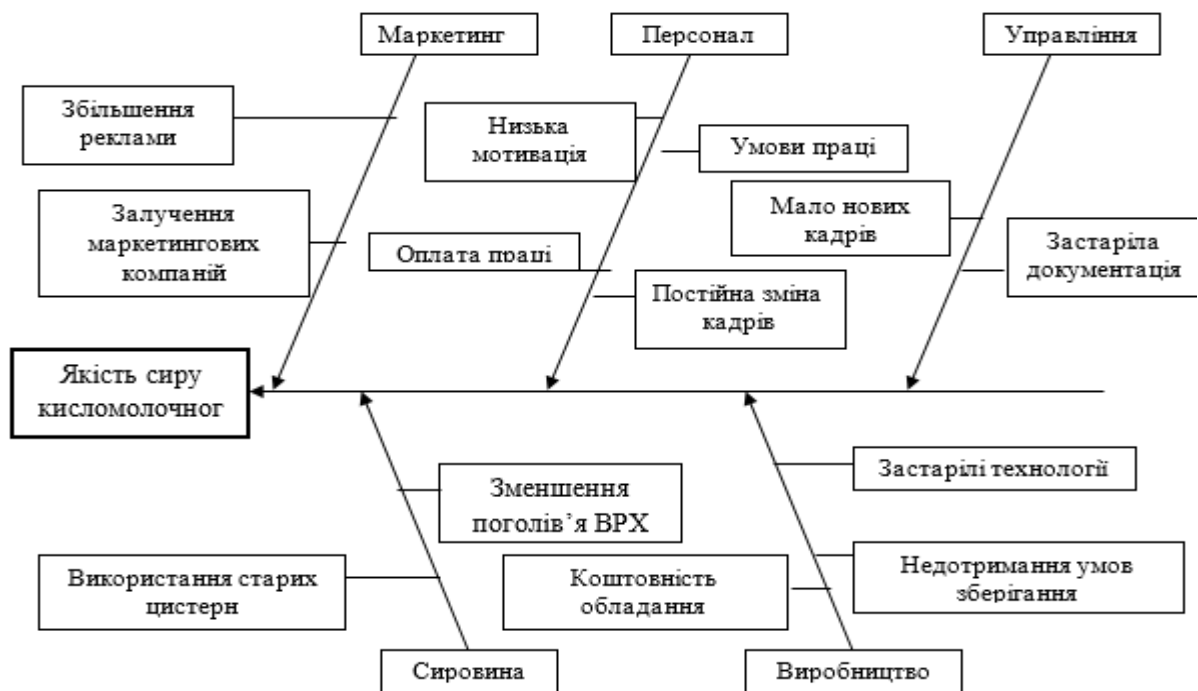 Маркетинг
Персонал
Управління
Збільшення
реклами
Низька
мотивація
Умови праці
Залучення
маркетингових
компаній
Мало нових
кадрів
Оплата праці
Застаріла
документація
Постійна зміна
кадрів
Якість сиру
кисломолочног
Застарілі технології
Зменшення
поголів’я ВРХ
Використання старих
цистерн
Коштовність
обладання
Недотримання умов
зберігання
Сировина
Виробництво